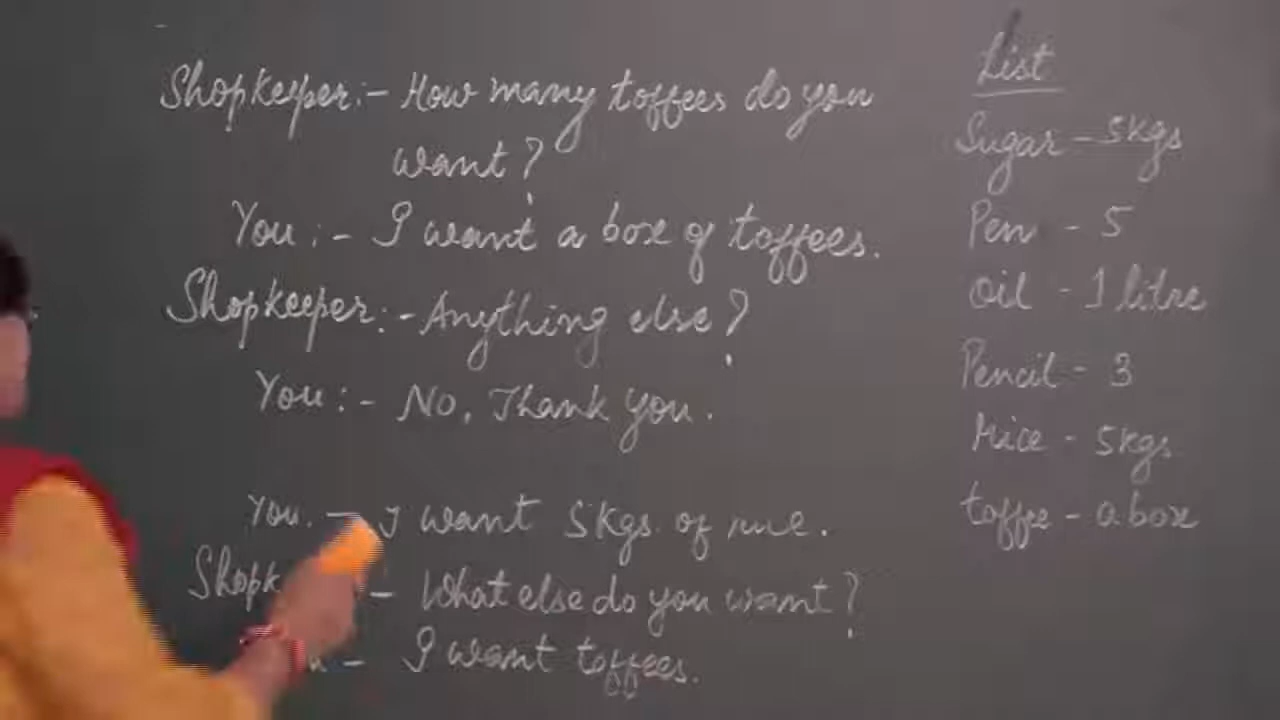 Shopkeeper:- How many toffees do you
want?
You:- I want a box of toffees.
Shopkeeper:- Anything else?
You:- No, Thank you.
You. - I want 5kgs. of rice.
Shopk - What else do you want?
u - I want toffees.
List
Sugar - 5kgs
Pen - 5
Oil - 1 litre
Pencil - 3
Rice - 5kgs.
toffee - a box